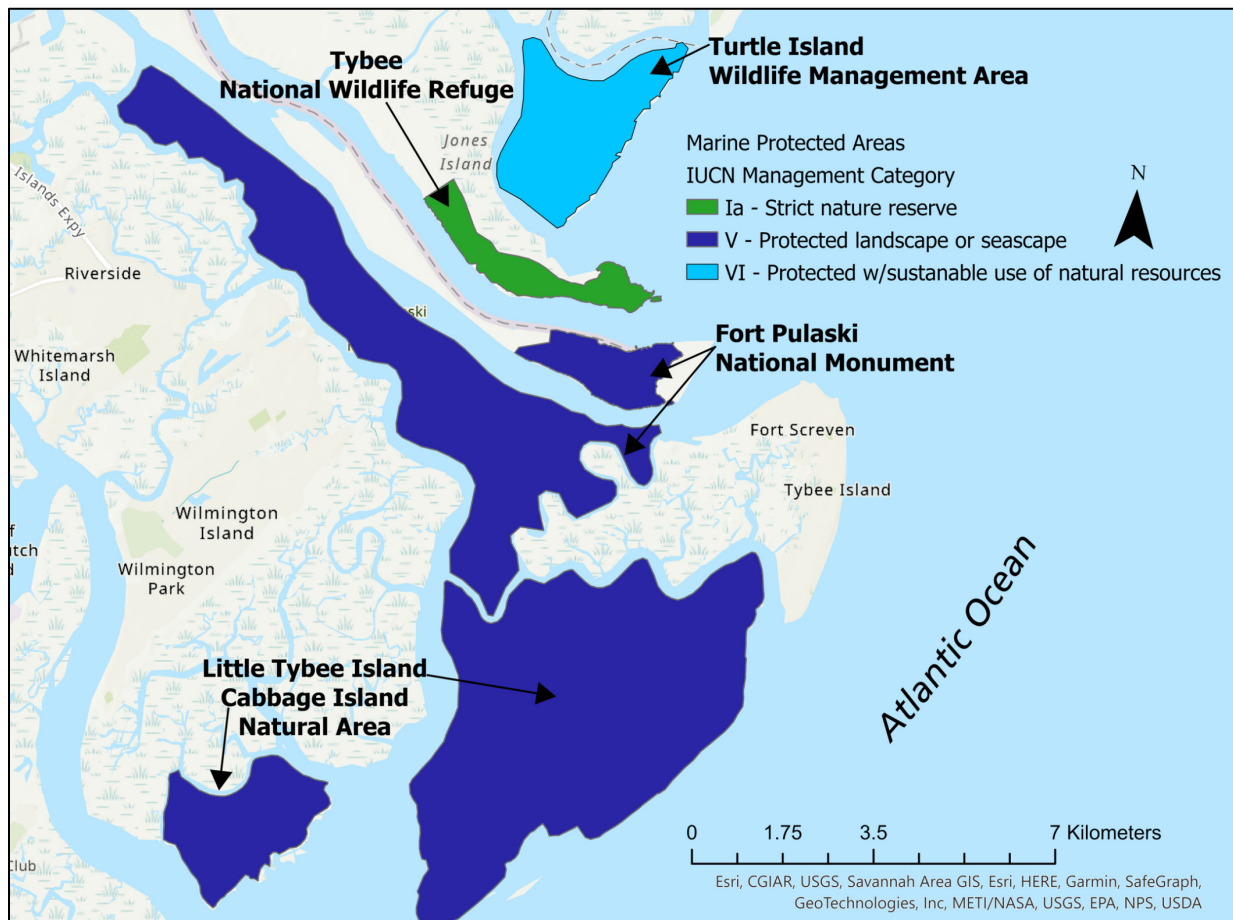 Tybee
National Wildlife Refuge
Turtle Island
Wildlife Management Area
Jones
Island
Marine Protected Areas
IUCN Management Category
Ia - Strict nature reserve
V - Protected landscape or seascape
VI - Protected w/sustanable use of natural resources
N
Islands Expy
Riverside
ski
Fort Pulaski
National Monument
Whitemarsh
Island
Fort Screven
Tybee Island
Wilmington
Island
Wilmington
Park
Atlantic Ocean
Little Tybee Island
Cabbage Island
Natural Area
0 1.75 3.5 7 Kilometers
Club
Esri, CGIAR, USGS, Savannah Area GIS, Esri, HERE, Garmin, SafeGraph,
GeoTechnologies, Inc, METI/NASA, USGS, EPA, NPS, USDA